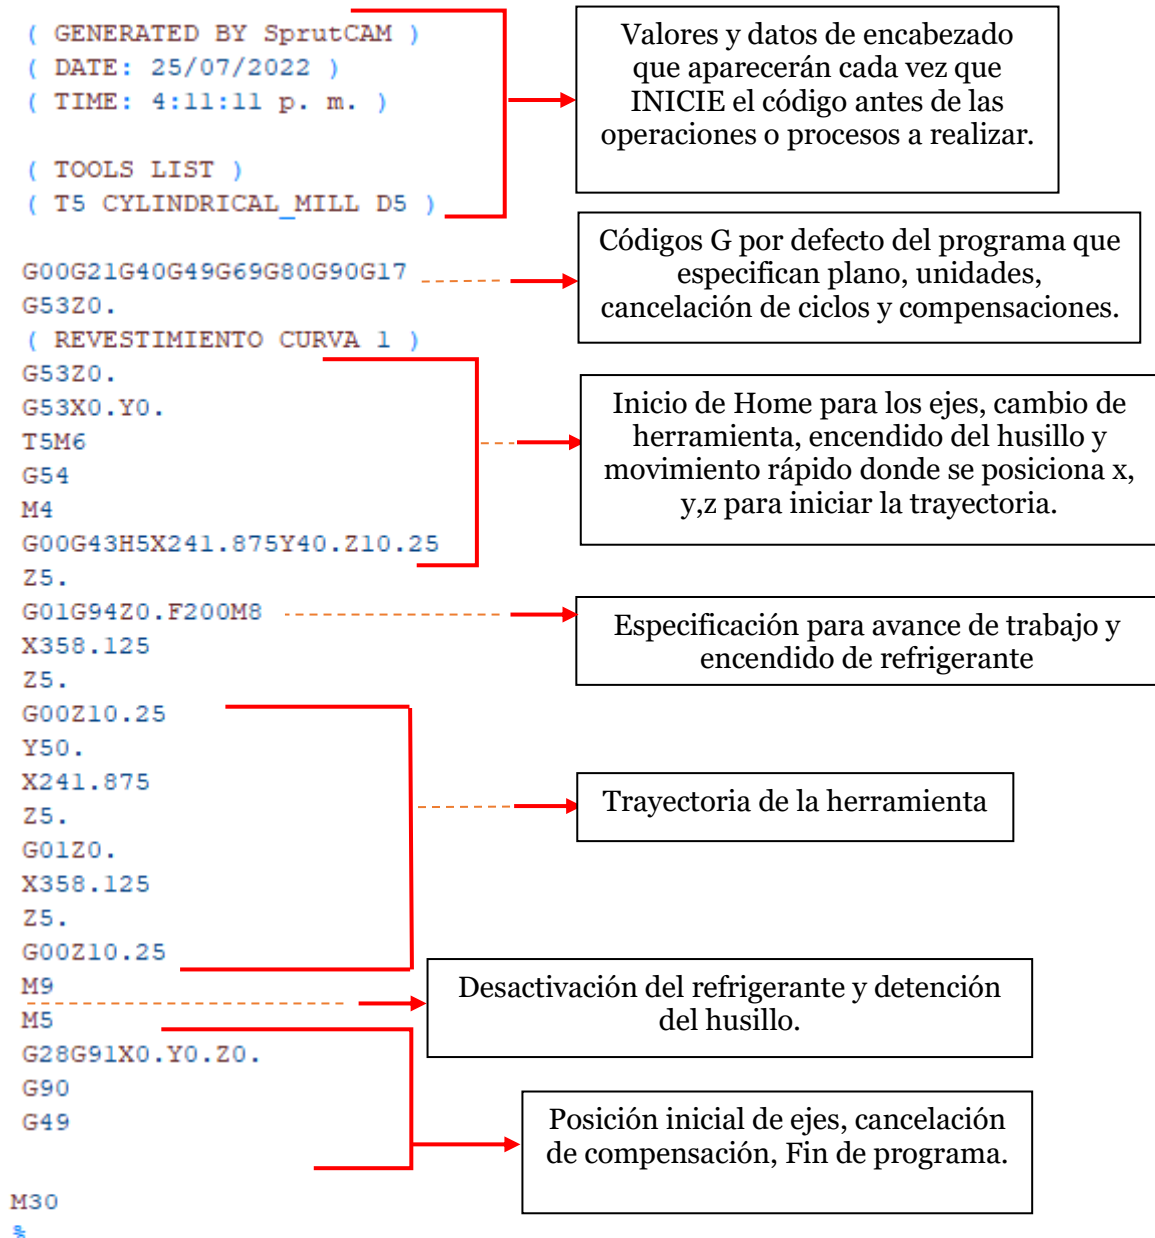 ( GENERATED BY SprutCAM )
( DATE: 25/07/2022 )
( TIME: 4:11:11 p. m. )
( TOOLS LIST )
( T5 CYLINDRICAL_MILL D5 )
Valores y datos de encabezado
que aparecerán cada vez que
INICIE el código antes de las
operaciones o procesos a realizar.
G00G21G40G49G69G80G90G17
G53Z0.
( REVESTIMIENTO CURVA 1 )
Códigos G por defecto del programa que
especifican plano, unidades,
cancelación de ciclos y compensaciones.
G53Z0.
G53X0.Y0.
T5M6
G54
M4
G00G43H5X241.875Y40.Z10.25
Z5.
Inicio de Home para los ejes, cambio de
herramienta, encendido del husillo y
movimiento rápido donde se posiciona x,
y,z para iniciar la trayectoria.
G01G94Z0.F200M8
X358.125
Z5.
Especificación para avance de trabajo y
encendido de refrigerante
G00Z10.25
Y50.
X241.875
Z5.
G01Z0.
X358.125
Z5.
G00Z10.25
Trayectoria de la herramienta
M9
M5
Desactivación del refrigerante y detención
del husillo.
G28G91X0.Y0.Z0.
G90
G49
M30
%
Posición inicial de ejes, cancelación
de compensación, Fin de programa.